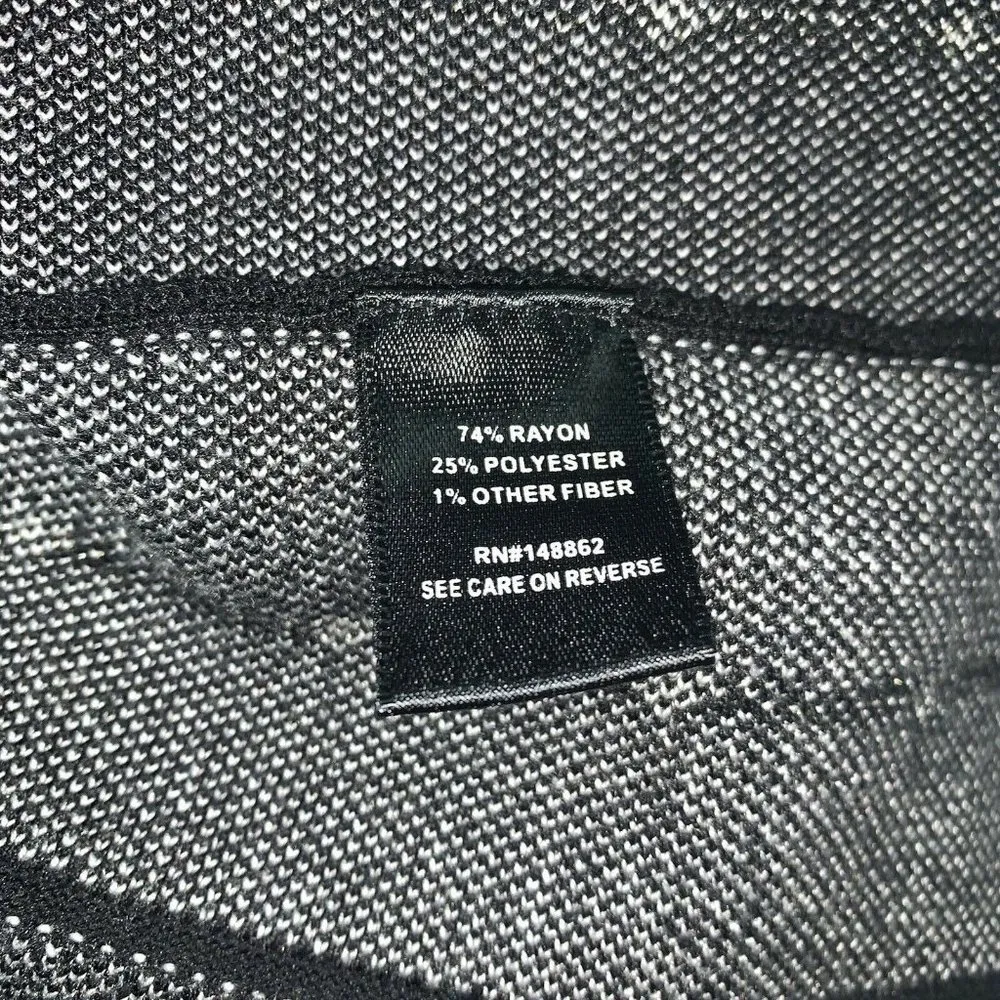 74% RAYON
25% POLYESTER
1% OTHER FIBER
RN#148862
SEE CARE ON REVERSE